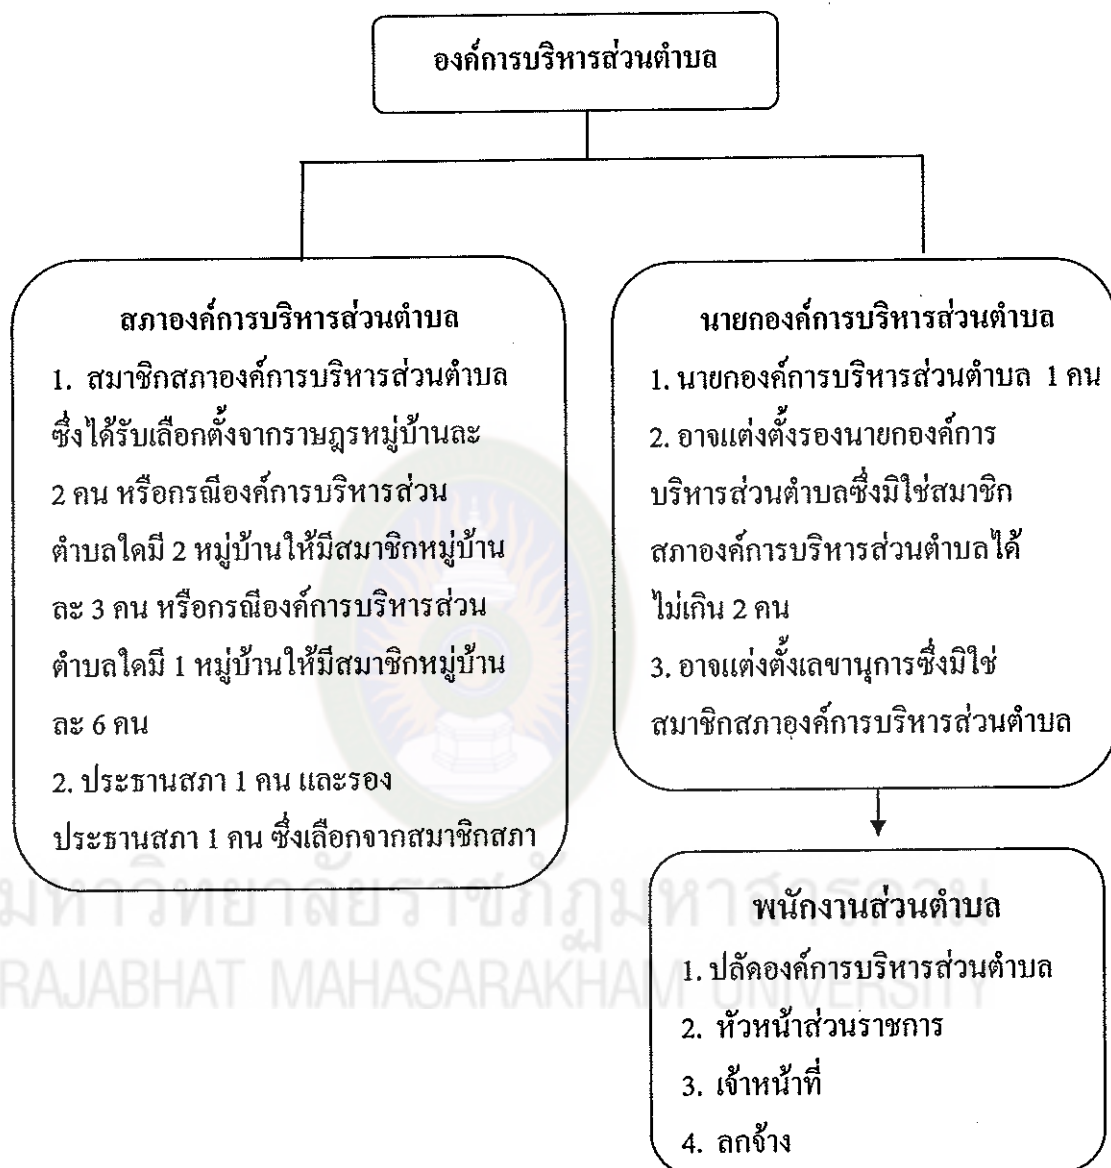 องค์การบริหารส่วนตำบล
สภาองค์การบริหารส่วนตำบล
1. สมาชิกสภาองค์การบริหารส่วนตำบล
ซึ่งได้รับเลือกตั้งจากราษฎรหมู่บ้านละ
2 คน หรือกรณีองค์การบริหารส่วน
ตำบลใดมี 2 หมู่บ้านให้มีสมาชิกหมู่บ้าน
ละ 3 คน หรือกรณีองค์การบริหารส่วน
ตำบลใดมี 1 หมู่บ้านให้มีสมาชิกหมู่บ้าน
ละ 6 คน
2. ประธานสภา 1 คน และรอง
ประธานสภา 1 คน ซึ่งเลือกจากสมาชิกสภา
นายกองค์การบริหารส่วนตำบล
1. นายกองค์การบริหารส่วนตำบล 1 คน
2. อาจแต่งตั้งรองนายกองค์การ
บริหารส่วนตำบลซึ่งมิใช่สมาชิก
สภาองค์การบริหารส่วนตำบลได้
ไม่เกิน 2 คน
3. อาจแต่งตั้งเลขานุการซึ่งมิใช่
สมาชิกสภาองค์การบริหารส่วนตำบล
พนักงานส่วนตำบล
1. ปลัดองค์การบริหารส่วนตำบล
2. หัวหน้าส่วนราชการ
3. เจ้าหน้าที่
4. ลกจ้าง
มหาวิทยาลัยราชภัฏมหาสารคาม
RAJABHAT MAHASARAKHAM UNIVERSITY